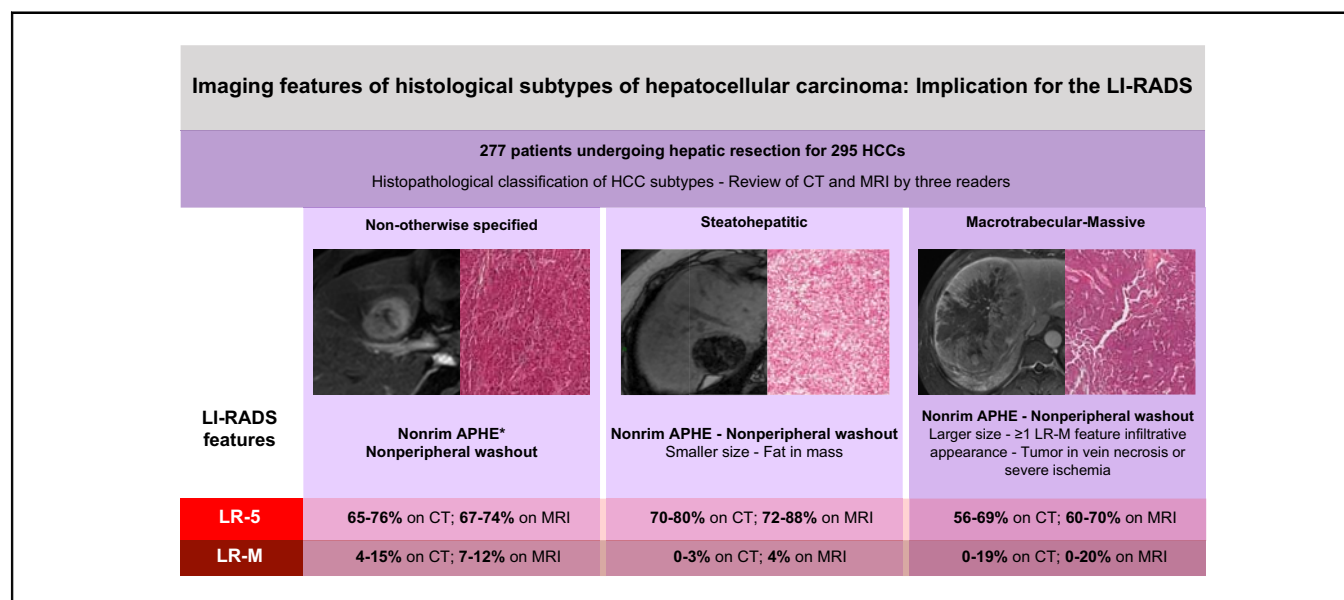 Imaging features of histological subtypes of hepatocellular carcinoma: Implication for the LI-RADS
277 patients undergoing hepatic resection for 295 HCCs
Histopathological classification of HCC subtypes - Review of CT and MRI by three readers
Non-otherwise specified
Steatohepatitic
Macrotrabecular-Massive
LI-RADS
features
Nonrim APHE*
Nonperipheral washout
Nonrim APHE - Nonperipheral washout
Smaller size - Fat in mass
Nonrim APHE - Nonperipheral washout
Larger size - ≥1 LR-M feature infiltrative
appearance - Tumor in vein necrosis or
severe ischemia
LR-5
65-76% on CT; 67-74% on MRI
70-80% on CT; 72-88% on MRI
56-69% on CT; 60-70% on MRI
LR-M
4-15% on CT; 7-12% on MRI
0-3% on CT; 4% on MRI
0-19% on CT; 0-20% on MRI